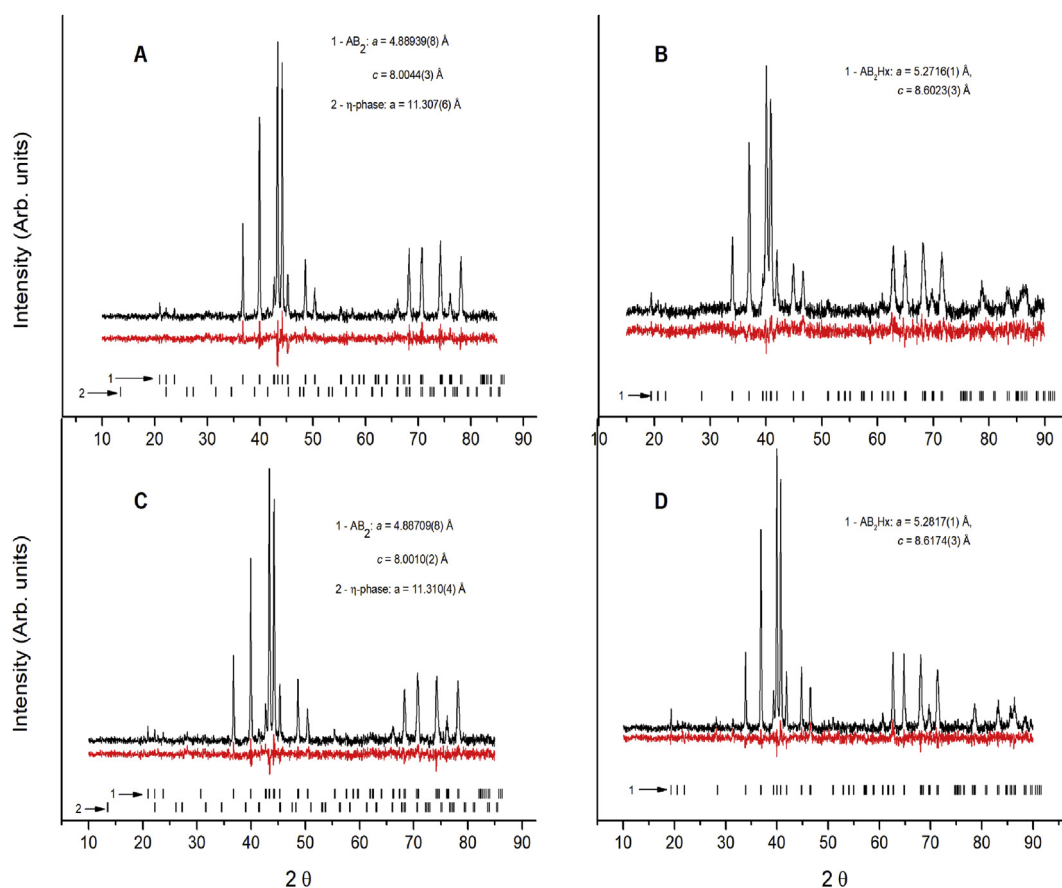 A
1 - AB2: a = 4.88939(8) Å
c = 8.0044(3) Å
2 - η-phase: a = 11.307(6) Å
Intensity (Arb. units)
1
2
10 20 30 40 50 60 70 80 90
B
1 - AB2Hx: a = 5.2716(1) Å,
c = 8.6023(3) Å
1
10 20 30 40 50 60 70 80 90
C
1 - AB2: a = 4.88709(8) Å
c = 8.0010(2) Å
2 - η-phase: a = 11.310(4) Å
Intensity (Arb. units)
1
2
10 20 30 40 50 60 70 80 90
2 θ
D
1 - AB2Hx: a = 5.2817(1) Å,
c = 8.6174(3) Å
1
10 20 30 40 50 60 70 80 90
2 θ